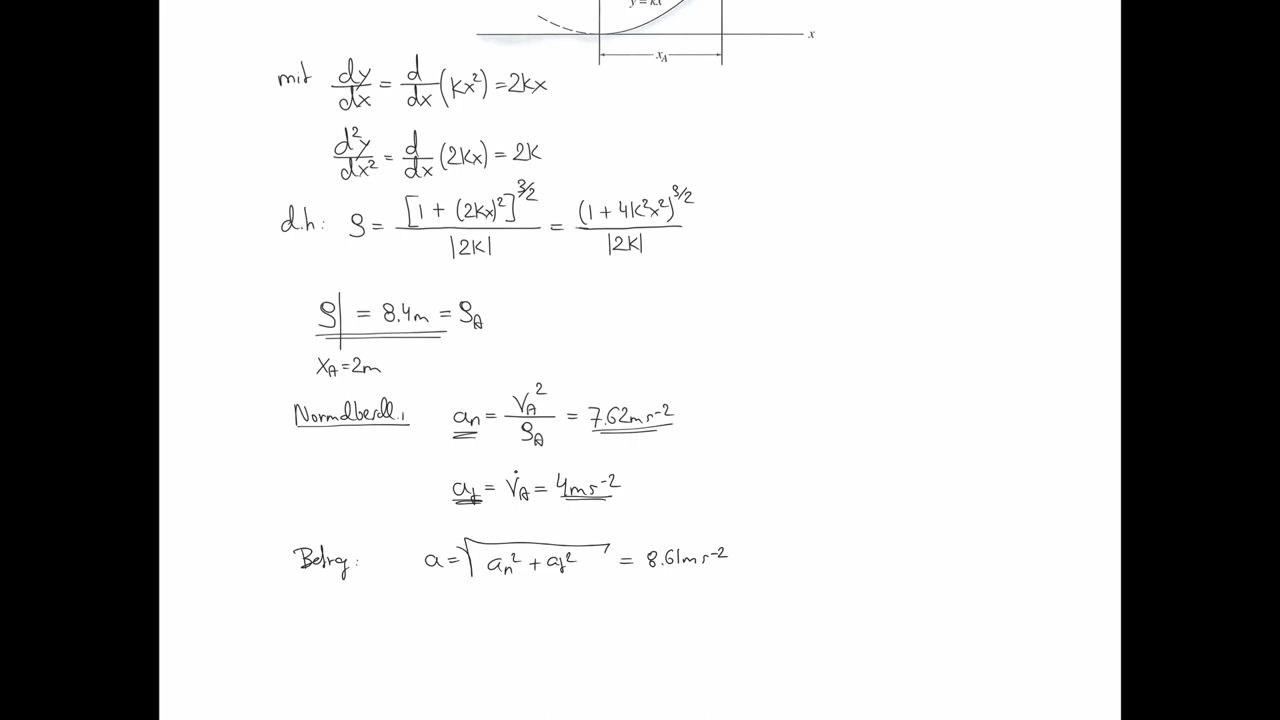 y = kx
x
x_A
mit dy/dx = d/dx (kx²) = 2kx
d²y/dx² = d/dx (2kx) = 2k
d.h: ρ = [1 + (2kx)²]^3/2 / |2k| = (1 + 4k²x²)^3/2 / |2k|
ρ| = 8.4m = ρ_A
x_A = 2m
a_n = v_A² / ρ_A = 7.62ms⁻²
a_t = v̇_A = 4ms⁻²
Betrag: a = √(a_n² + a_t²) = 8.61ms⁻²